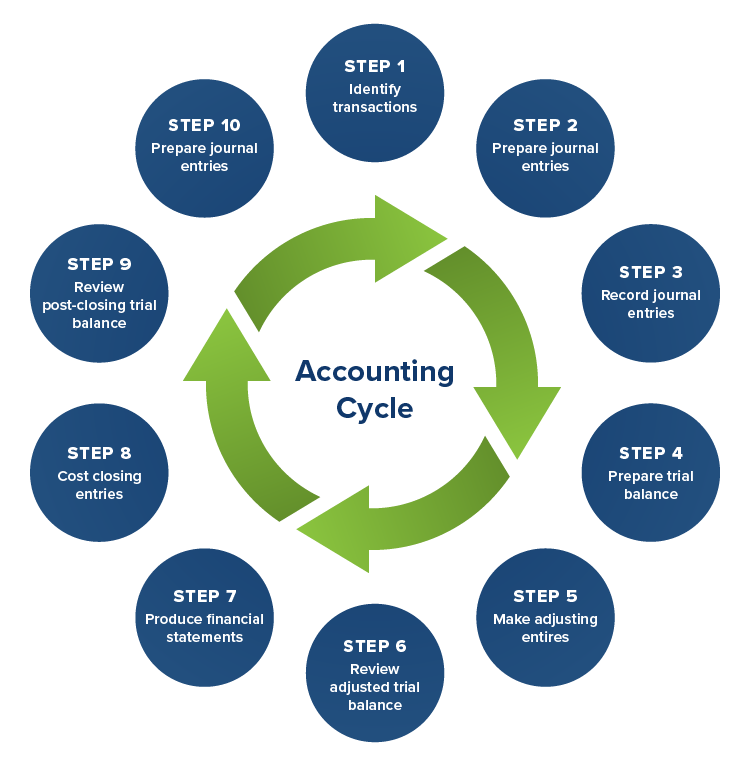 STEP 1
Identify
transactions
STEP 2
Prepare journal
entries
STEP 3
Record journal
entries
STEP 4
Prepare trial
balance
STEP 5
Make adjusting
entires
STEP 6
Review
adjusted trial
balance
STEP 7
Produce financial
statements
STEP 8
Cost closing
entries
STEP 9
Review
post-closing trial
balance
STEP 10
Prepare journal
entries
Accounting
Cycle